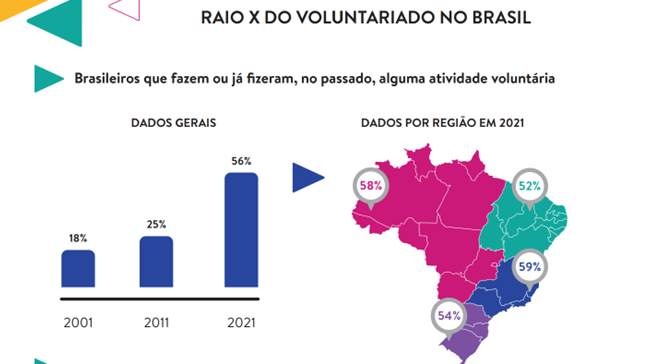 RAIO X DO VOLUNTARIADO NO BRASIL
Brasileiros que fazem ou já fizeram, no passado, alguma atividade voluntária
DADOS GERAIS
18%
25%
56%
2001
2011
2021
DADOS POR REGIÃO EM 2021
58%
52%
59%
54%